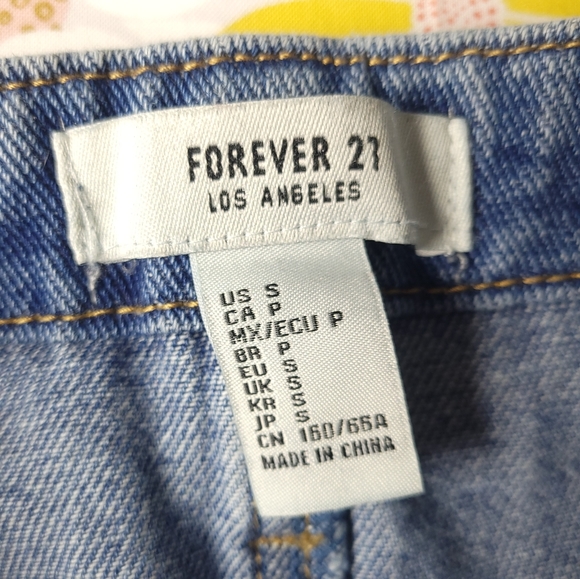 FOREVER 21
LOS ANGELES
US S
CA P
MX/ECU P
BR P
EU S
UK S
KR S
JP S
CN 160/66A
MADE IN CHINA